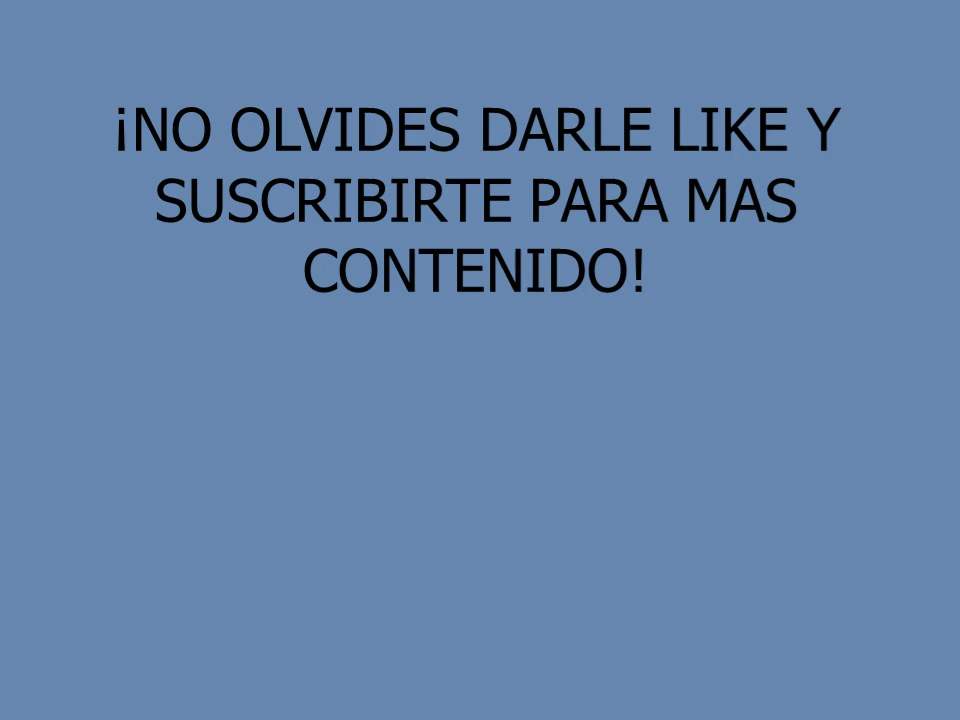 ¡NO OLVIDES DARLE LIKE Y
SUSCRIBIRTE PARA MAS
CONTENIDO!